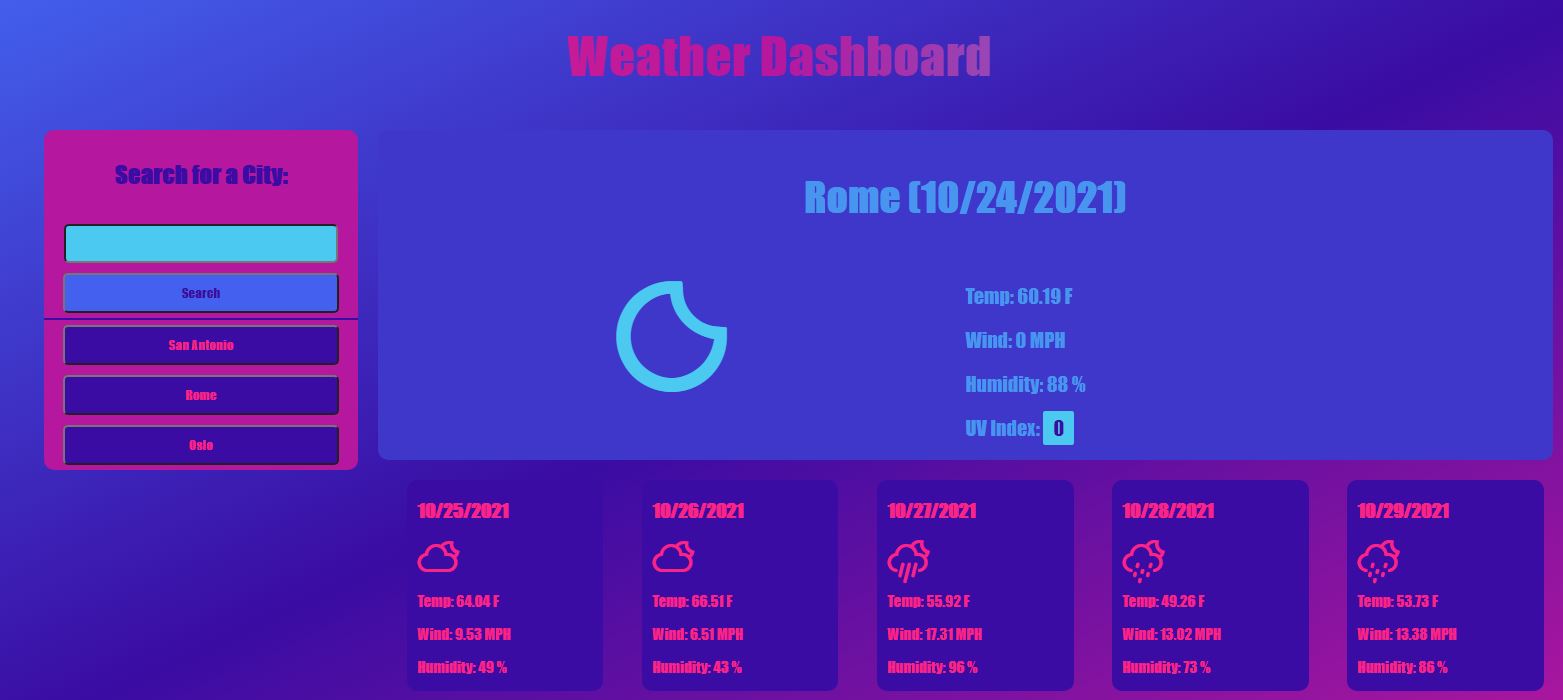 Weather Dashboard
Search for a City:
Search
San Antonio
Rome
Oslo
Rome (10/24/2021)
Temp: 60.19 F
Wind: 0 MPH
Humidity: 88 %
UV Index: 0
10/25/2021
Temp: 64.04 F
Wind: 9.53 MPH
Humidity: 49 %
10/26/2021
Temp: 66.51 F
Wind: 6.51 MPH
Humidity: 43 %
10/27/2021
Temp: 55.92 F
Wind: 17.31 MPH
Humidity: 96 %
10/28/2021
Temp: 49.26 F
Wind: 13.02 MPH
Humidity: 73 %
10/29/2021
Temp: 53.73 F
Wind: 13.38 MPH
Humidity: 86 %